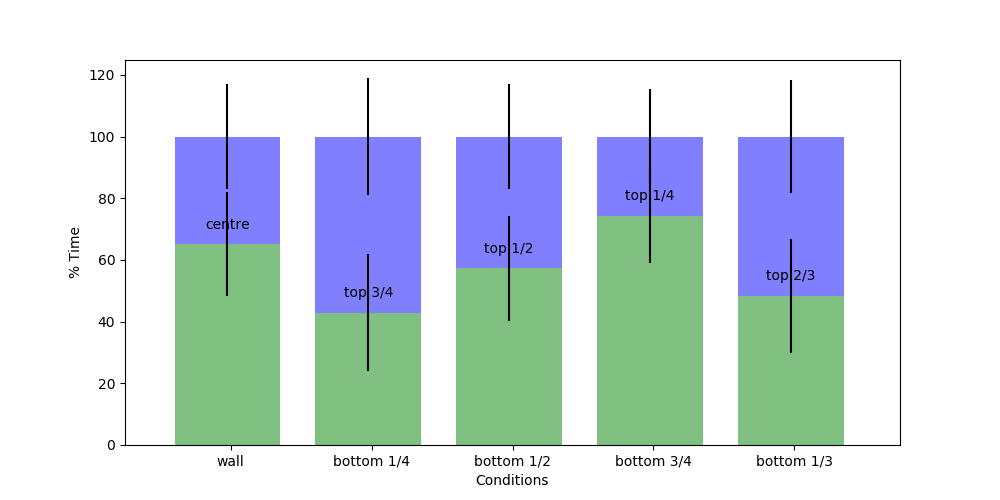 120
100
80
60
40
20
0
% Time
centre
top 3/4
top 1/2
top 1/4
top 2/3
wall
bottom 1/4
bottom 1/2
bottom 3/4
bottom 1/3
Conditions